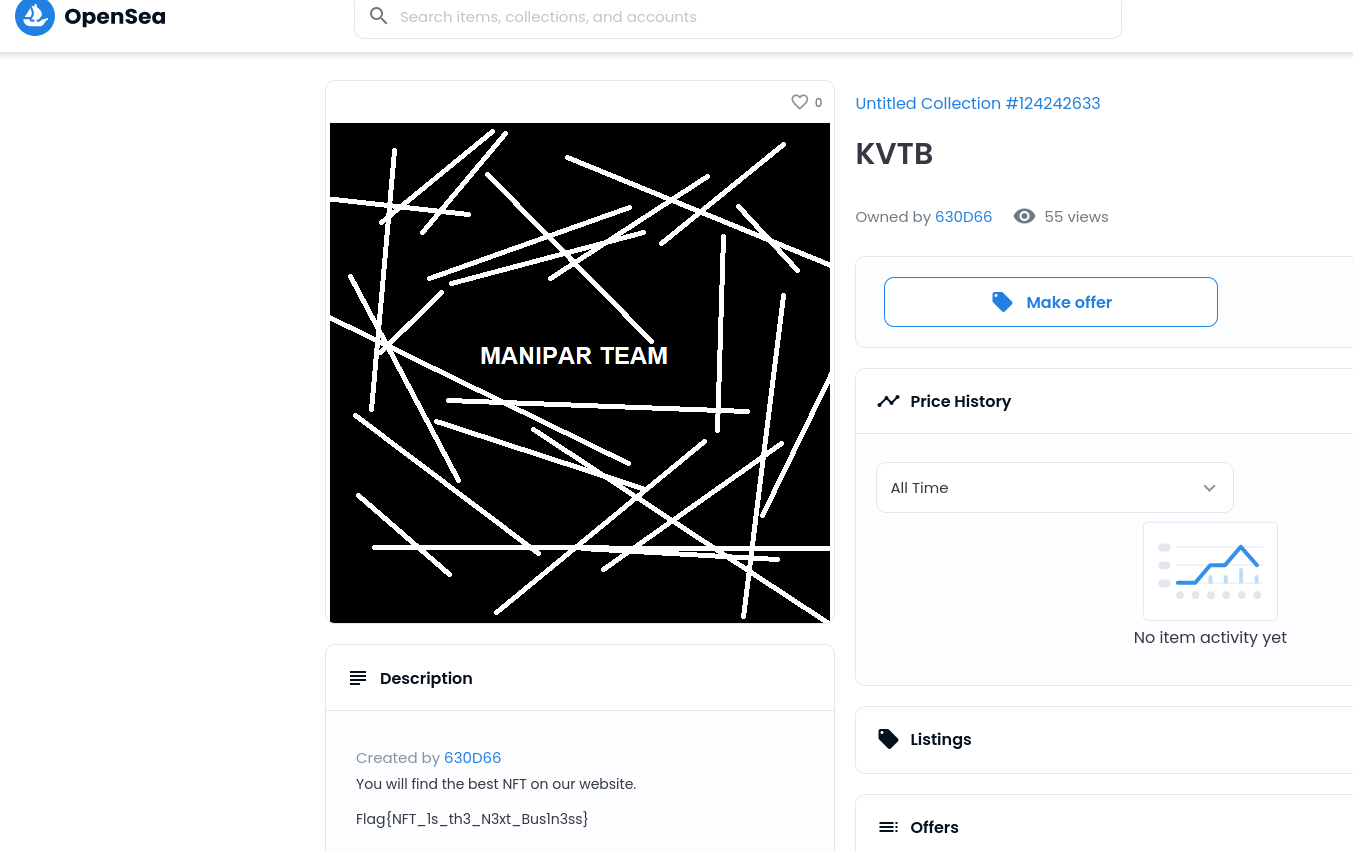 OpenSea
Search items, collections, and accounts
0
MANIPAR TEAM
Description
Created by 630D66
You will find the best NFT on our website.
Flag{NFT_1s_th3_N3xt_Bus1n3ss}
Untitled Collection #124242633
KVTB
Owned by 630D66 55 views
Make offer
Price History
All Time
No item activity yet
Listings
Offers